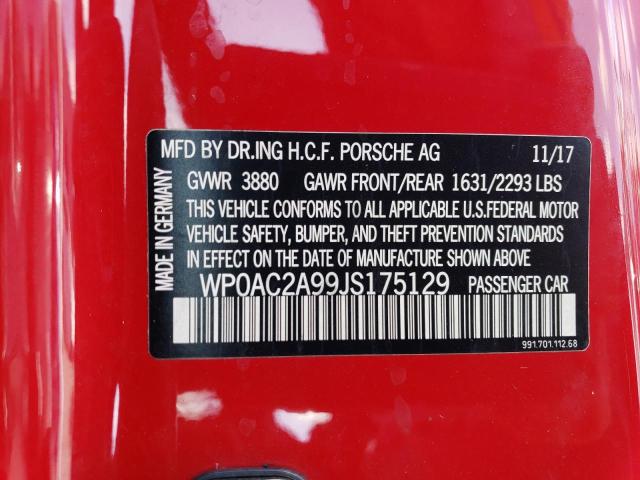 MFD BY DR.ING H.C.F. PORSCHE AG 11/17
GVWR 3880 GAWR FRONT/REAR 1631/2293 LBS
THIS VEHICLE CONFORMS TO ALL APPLICABLE U.S.FEDERAL MOTOR
VEHICLE SAFETY, BUMPER, AND THEFT PREVENTION STANDARDS
IN EFFECT ON THE DATE OF MANUFACTURE SHOWN ABOVE
WP0AC2A99JS175129 PASSENGER CAR
991.701.112.68
MADE IN GERMANY